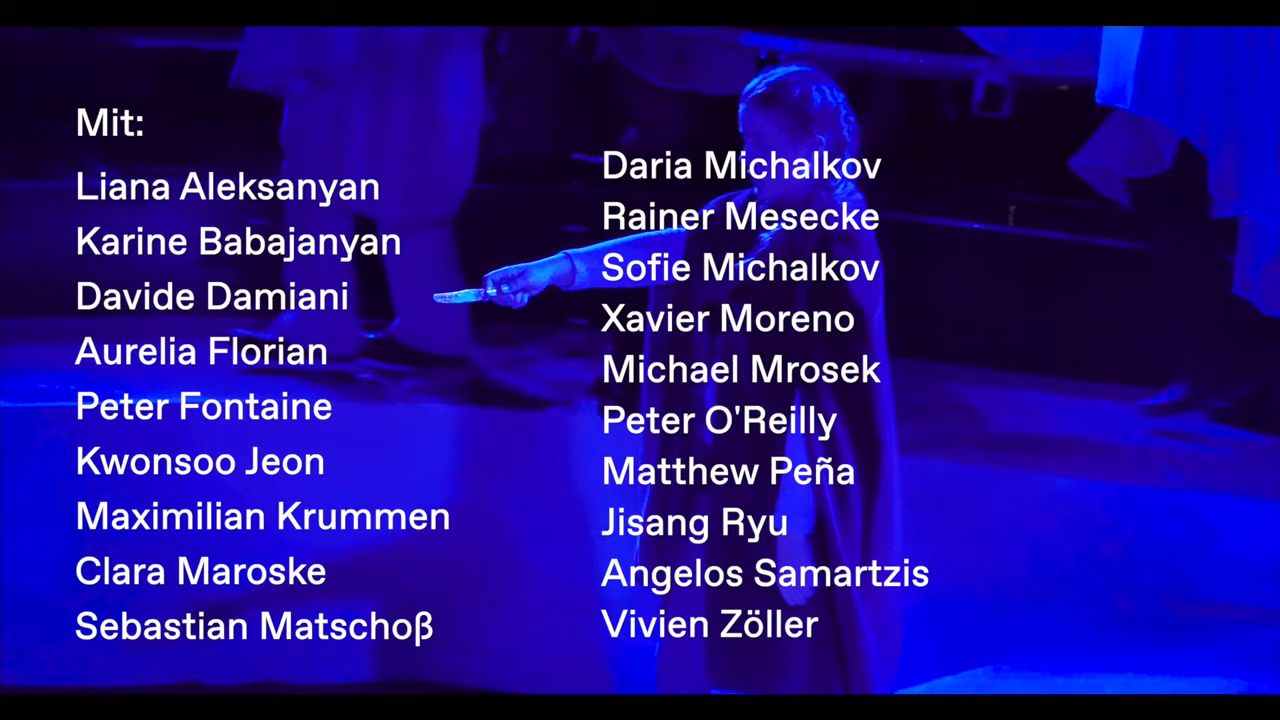 Mit:
Liana Aleksanyan
Karine Babajanyan
Davide Damiani
Aurelia Florian
Peter Fontaine
Kwonsoo Jeon
Maximilian Krummen
Clara Maroske
Sebastian Matschoβ
Daria Michalkov
Rainer Mesecke
Sofie Michalkov
Xavier Moreno
Michael Mrosek
Peter O'Reilly
Matthew Peña
Jisang Ryu
Angelos Samartzis
Vivien Zöller